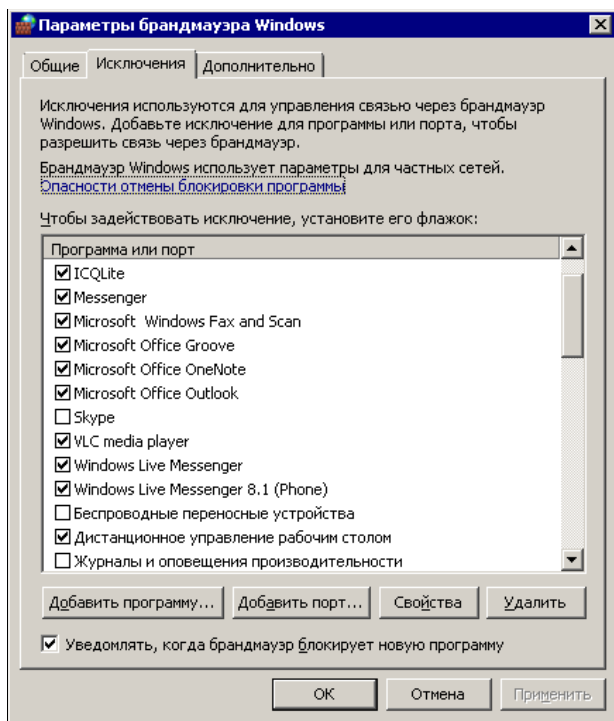 Параметры брандмауэра Windows
Общие Исключения Дополнительно
Исключения используются для управления связью через брандмауэр
Windows. Добавьте исключение для программы или порта, чтобы
разрешить связь через брандмауэр.
Брандмауэр Windows использует параметры для частных сетей.
Опасности отмены блокировки программы
Чтобы задействовать исключение, установите его флажок:
Программа или порт
ICQLite
Messenger
Microsoft Windows Fax and Scan
Microsoft Office Groove
Microsoft Office OneNote
Microsoft Office Outlook
Skype
VLC media player
Windows Live Messenger
Windows Live Messenger 8.1 (Phone)
Беспроводные переносные устройства
Дистанционное управление рабочим столом
Журналы и оповещения производительности
Добавить программу... Добавить порт... Свойства Удалить
Уведомлять, когда брандмауэр блокирует новую программу
ОК Отмена Применить